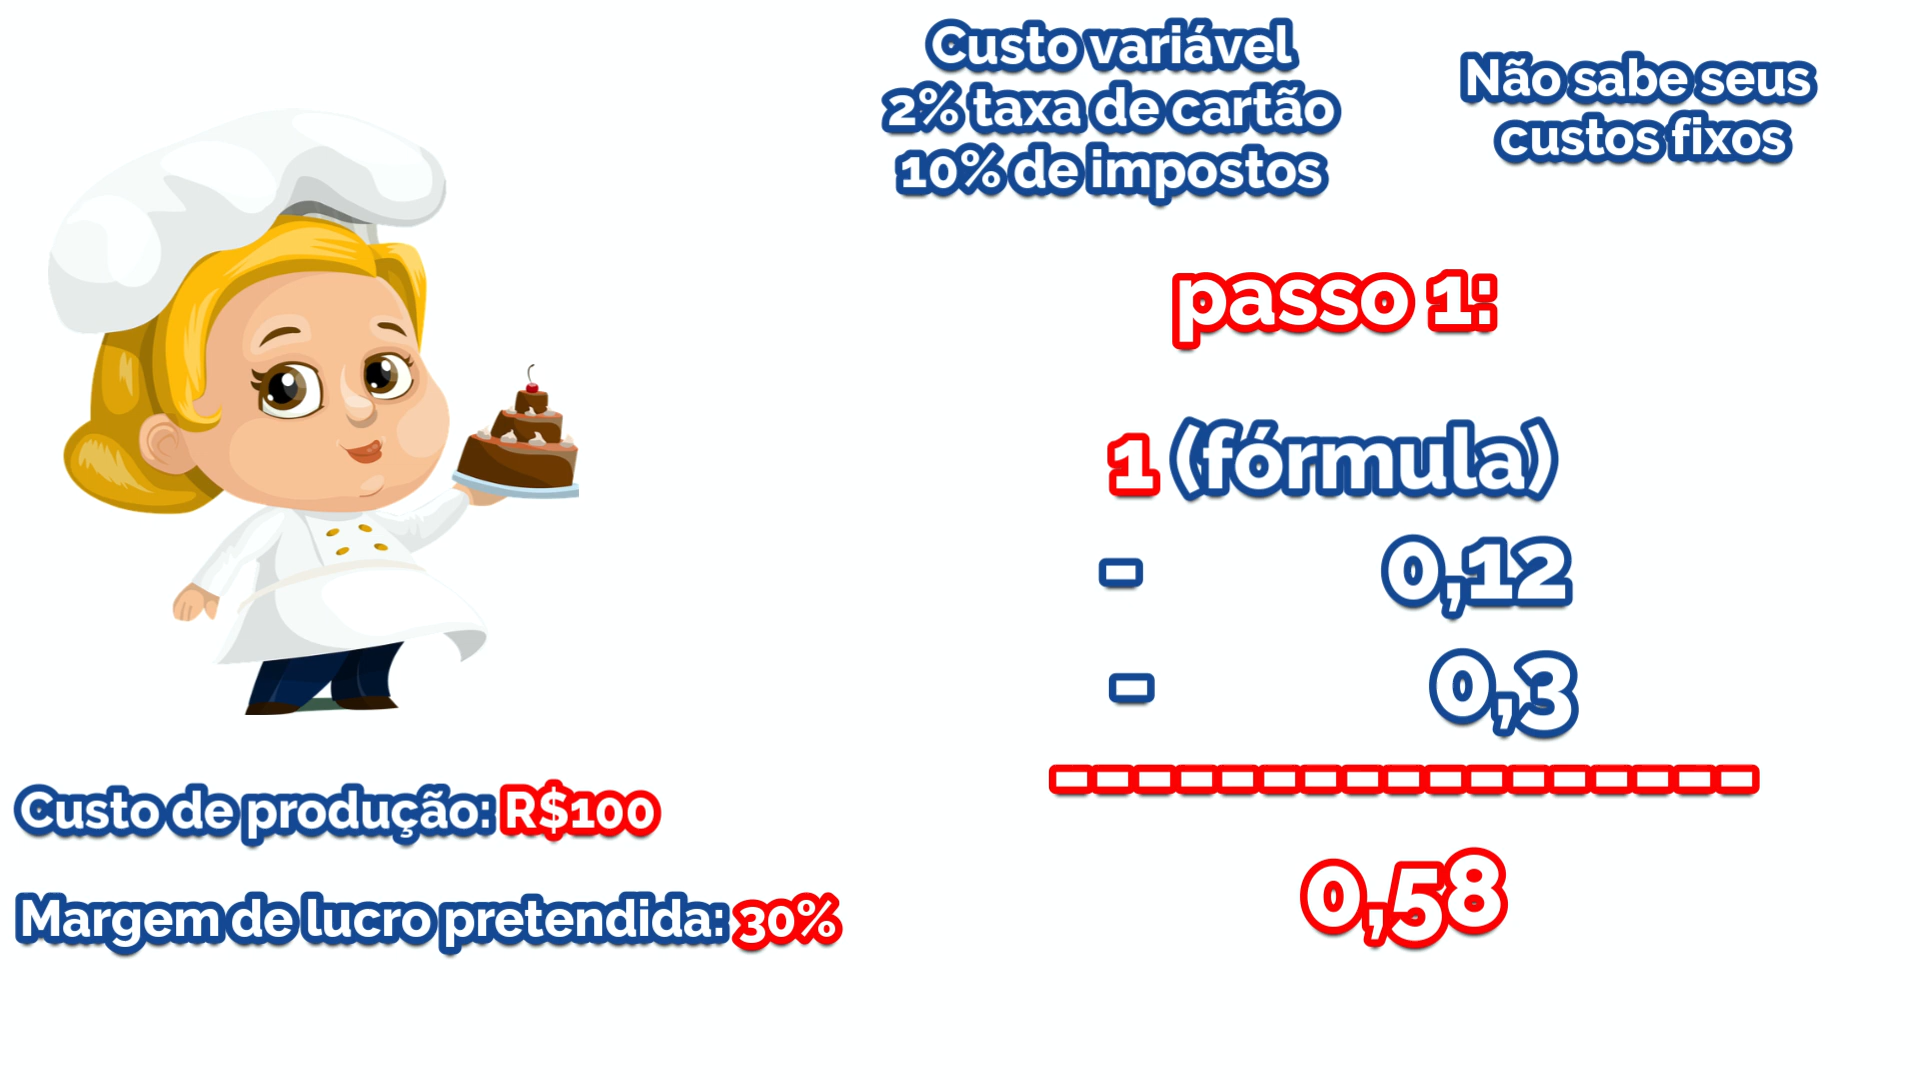 Custo variável
2% taxa de cartão
10% de impostos
Não sabe seus
custos fixos
passo 1:
1 (fórmula)
- 0,12
- 0,3
-----------------
0,58
Custo de produção: R$100
Margem de lucro pretendida: 30%